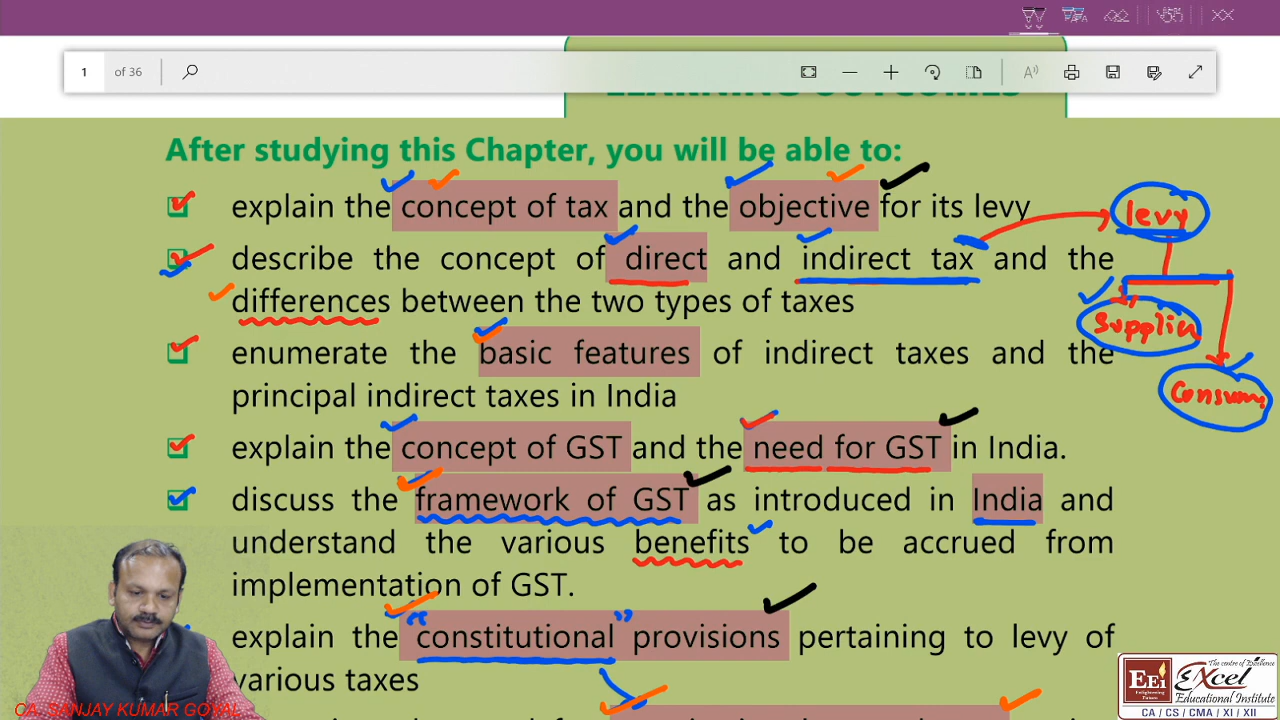 1 of 36
LEARNING OUTCOMES
After studying this Chapter, you will be able to:
explain the concept of tax and the objective for its levy
describe the concept of direct and indirect tax and the
differences between the two types of taxes
enumerate the basic features of indirect taxes and the
principal indirect taxes in India
explain the concept of GST and the need for GST in India.
discuss the framework of GST as introduced in India and
understand the various benefits to be accrued from
implementation of GST.
explain the "constitutional" provisions pertaining to levy of
various taxes
levy
Supplier
Consum
CA. SANJAY KUMAR GOYAL
EEi
Enlightening Future
The centre of Excellence
EXcel
Educational Institute
CA / CS / CMA / XI / XII